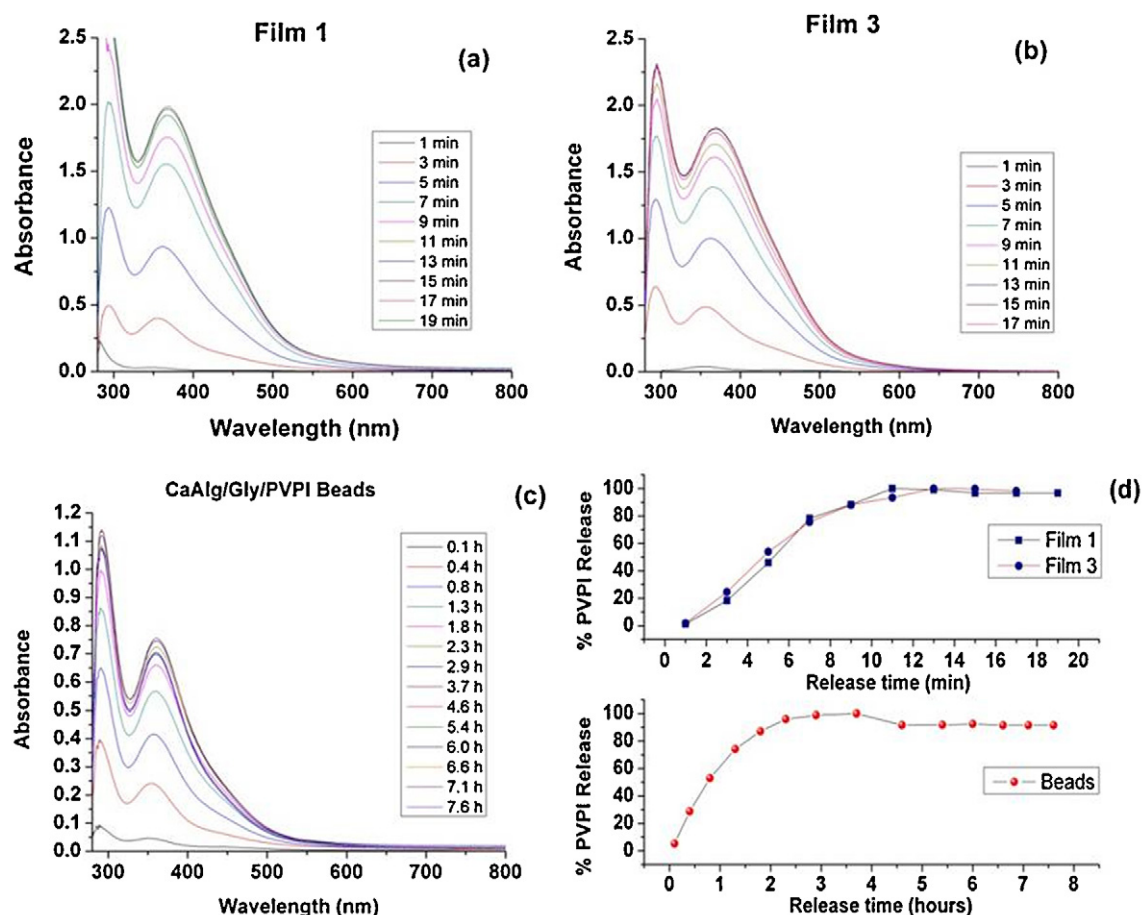 Film 1
(a)
2.5
2.0
1.5
1.0
0.5
0.0
Absorbance
1 min
3 min
5 min
7 min
9 min
11 min
13 min
15 min
17 min
19 min
300 400 500 600 700 800
Wavelength (nm)
Film 3
(b)
2.5
2.0
1.5
1.0
0.5
0.0
Absorbance
1 min
3 min
5 min
7 min
9 min
11 min
13 min
15 min
17 min
300 400 500 600 700 800
Wavelength (nm)
CaAlg/Gly/PVPI Beads
(c)
1.2
1.1
1.0
0.9
0.8
0.7
0.6
0.5
0.4
0.3
0.2
0.1
0.0
Absorbance
0.1 h
0.4 h
0.8 h
1.3 h
1.8 h
2.3 h
2.9 h
3.7 h
4.6 h
5.4 h
6.0 h
6.6 h
7.1 h
7.6 h
300 400 500 600 700 800
Wavelength (nm)
(d)
100
80
60
40
20
0
% PVPI Release
Film 1
Film 3
0 2 4 6 8 10 12 14 16 18 20
Release time (min)
100
80
60
40
20
0
% PVPI Release
Beads
0 1 2 3 4 5 6 7 8
Release time (hours)